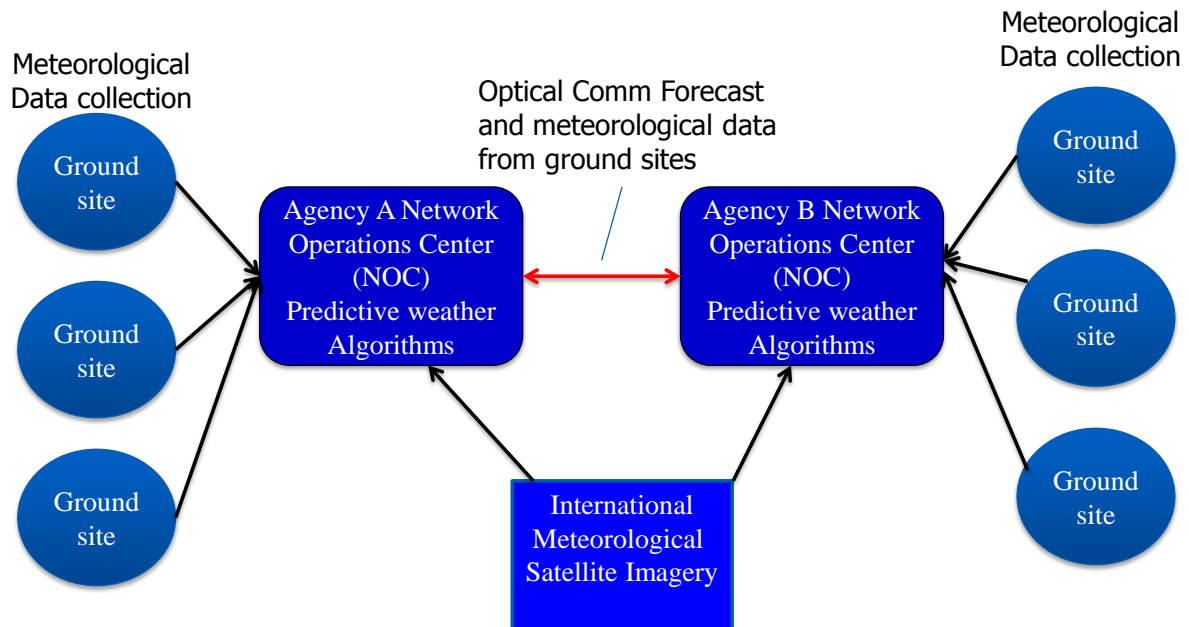 Meteorological
Data collection
Ground
site
Ground
site
Ground
site
Agency A Network
Operations Center
(NOC)
Predictive weather
Algorithms
Optical Comm Forecast
and meteorological data
from ground sites
Agency B Network
Operations Center
(NOC)
Predictive weather
Algorithms
International
Meteorological
Satellite Imagery
Meteorological
Data collection
Ground
site
Ground
site
Ground
site